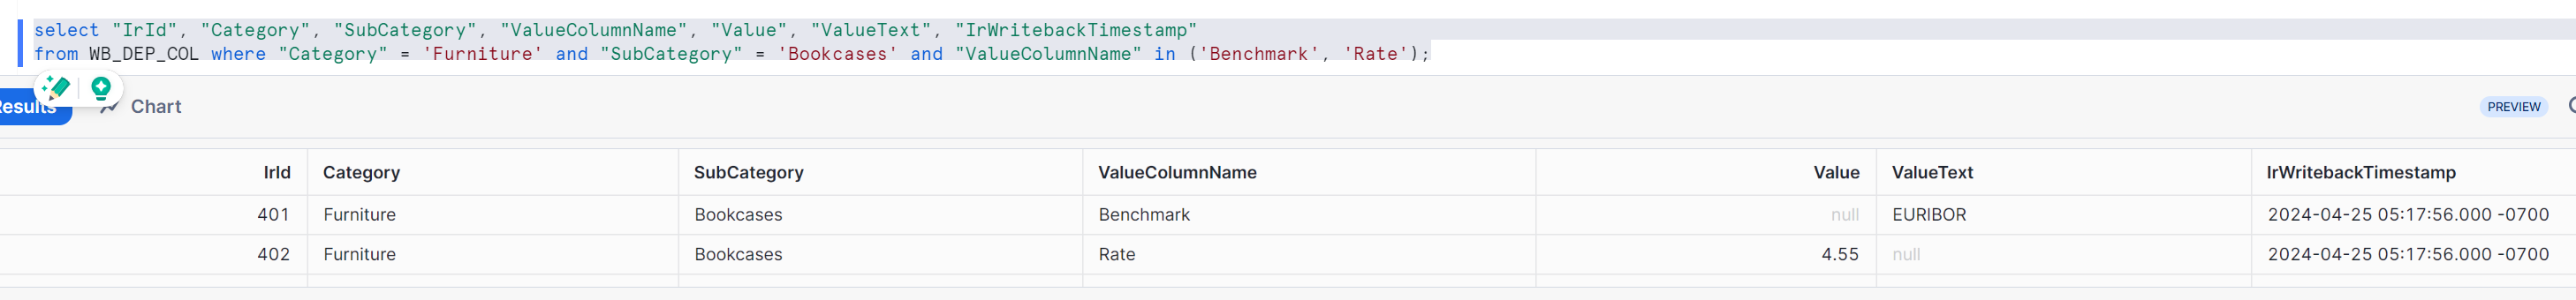 select "IrId", "Category", "SubCategory", "ValueColumnName", "Value", "ValueText", "IrWritebackTimestamp"
from WB_DEP_COL where "Category" = 'Furniture' and "SubCategory" = 'Bookcases' and "ValueColumnName" in ('Benchmark', 'Rate');
Results Chart PREVIEW
IrId Category SubCategory ValueColumnName Value ValueText IrWritebackTimestamp
401 Furniture Bookcases Benchmark null EURIBOR 2024-04-25 05:17:56.000 -0700
402 Furniture Bookcases Rate 4.55 null 2024-04-25 05:17:56.000 -0700